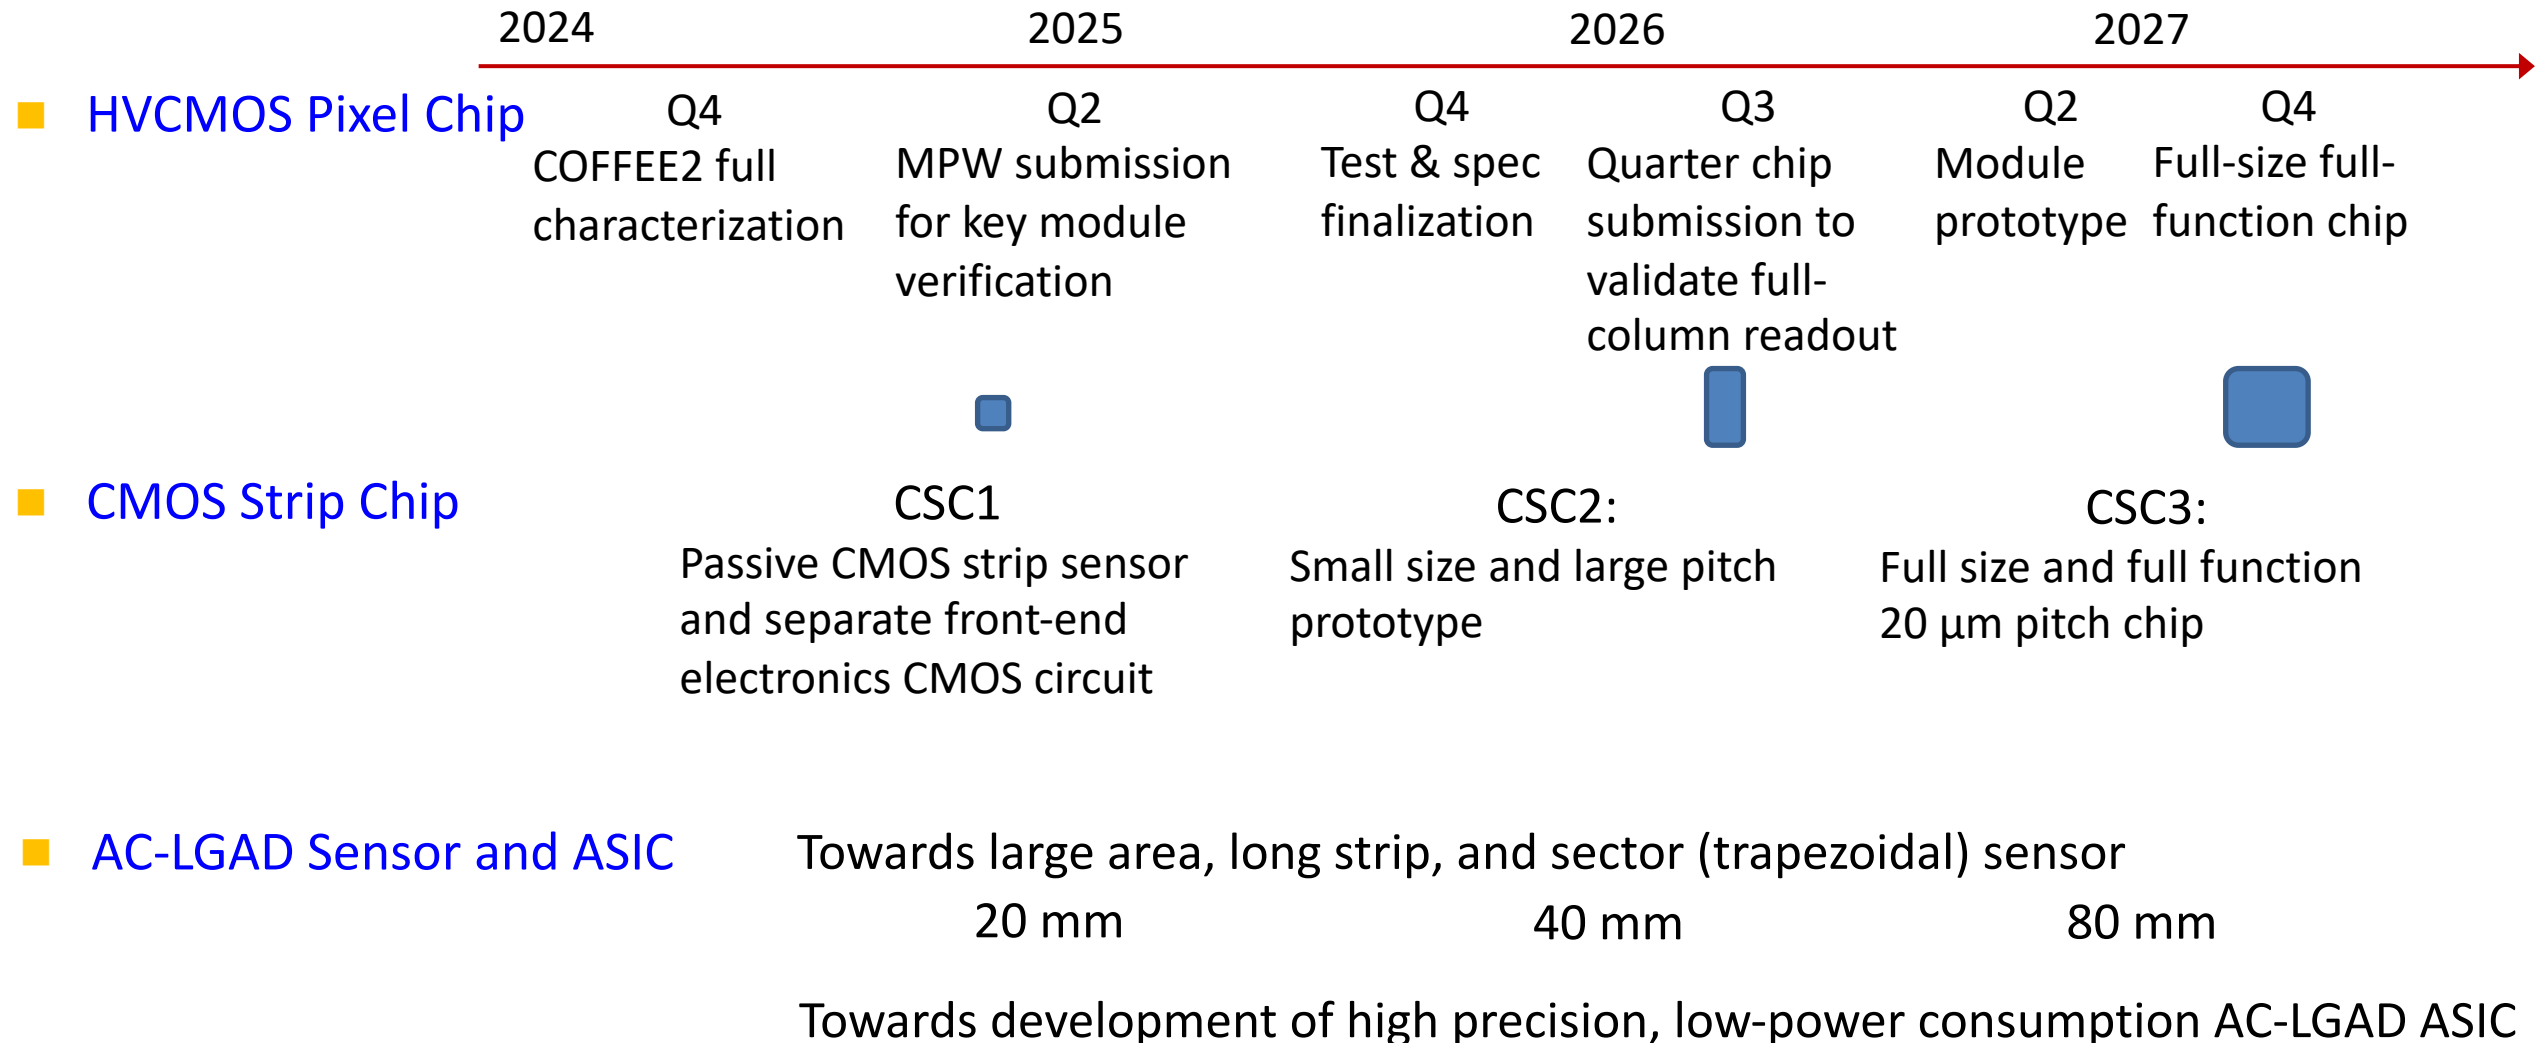 2024 2025 2026 2027
HVCMOS Pixel Chip
Q4
COFFEE2 full
characterization
Q2
MPW submission
for key module
verification
Q4
Test & spec
finalization
Q3
Quarter chip
submission to
validate full-
column readout
Q2
Module
prototype
Q4
Full-size full-
function chip
CMOS Strip Chip
CSC1
Passive CMOS strip sensor
and separate front-end
electronics CMOS circuit
CSC2:
Small size and large pitch
prototype
CSC3:
Full size and full function
20 µm pitch chip
AC-LGAD Sensor and ASIC
Towards large area, long strip, and sector (trapezoidal) sensor
20 mm 40 mm 80 mm
Towards development of high precision, low-power consumption AC-LGAD ASIC